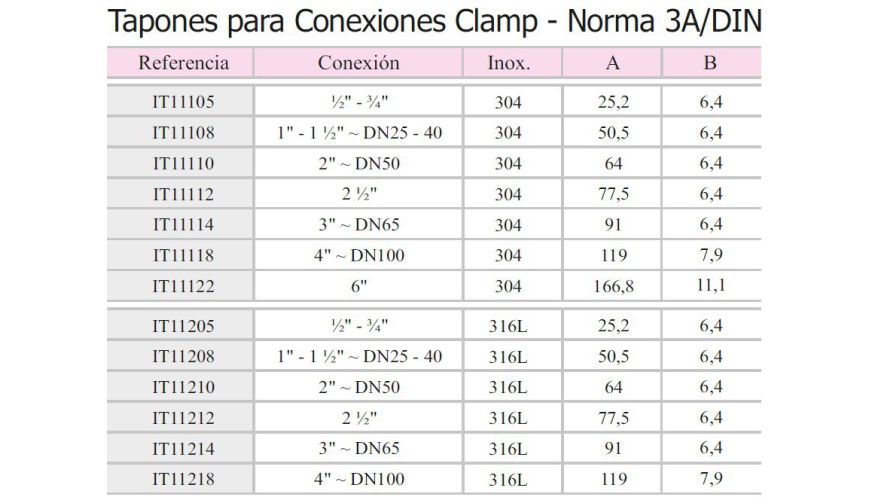 Tapones para Conexiones Clamp - Norma 3A/DIN
Referencia Conexión Inox. A B
IT11105 ½" - ¾" 304 25,2 6,4
IT11108 1" - 1 ½" ~ DN25 - 40 304 50,5 6,4
IT11110 2" ~ DN50 304 64 6,4
IT11112 2 ½" 304 77,5 6,4
IT11114 3" ~ DN65 304 91 6,4
IT11118 4" ~ DN100 304 119 7,9
IT11122 6" 304 166,8 11,1
IT11205 ½" - ¾" 316L 25,2 6,4
IT11208 1" - 1 ½" ~ DN25 - 40 316L 50,5 6,4
IT11210 2" ~ DN50 316L 64 6,4
IT11212 2 ½" 316L 77,5 6,4
IT11214 3" ~ DN65 316L 91 6,4
IT11218 4" ~ DN100 316L 119 7,9